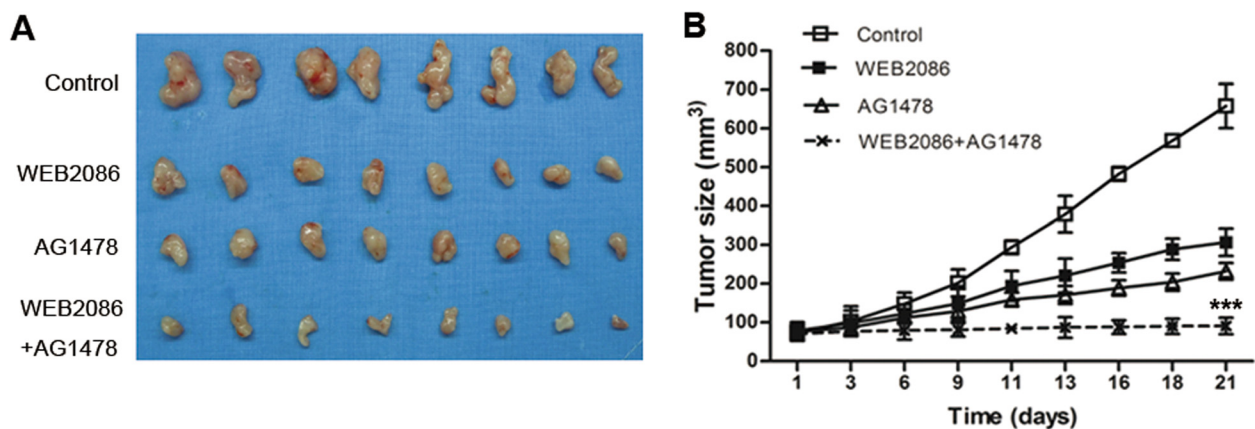 A
Control
WEB2086
AG1478
WEB2086
+AG1478
B
Control
WEB2086
AG1478
WEB2086+AG1478
Tumor size (mm³)
800
700
600
500
400
300
200
100
0
***
1 3 6 9 11 13 16 18 21
Time (days)